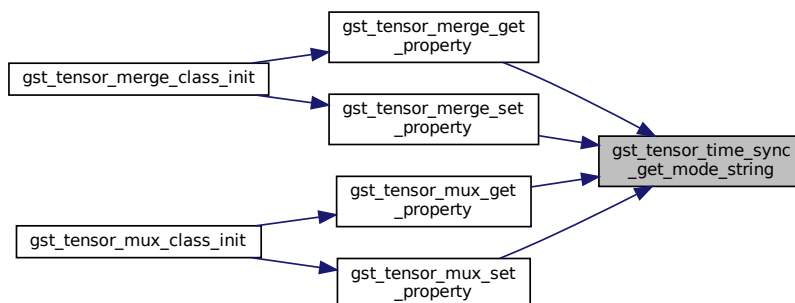 gst_tensor_merge_get
_property
gst_tensor_merge_class_init
gst_tensor_merge_set
_property
gst_tensor_time_sync
_get_mode_string
gst_tensor_mux_get
_property
gst_tensor_mux_class_init
gst_tensor_mux_set
_property